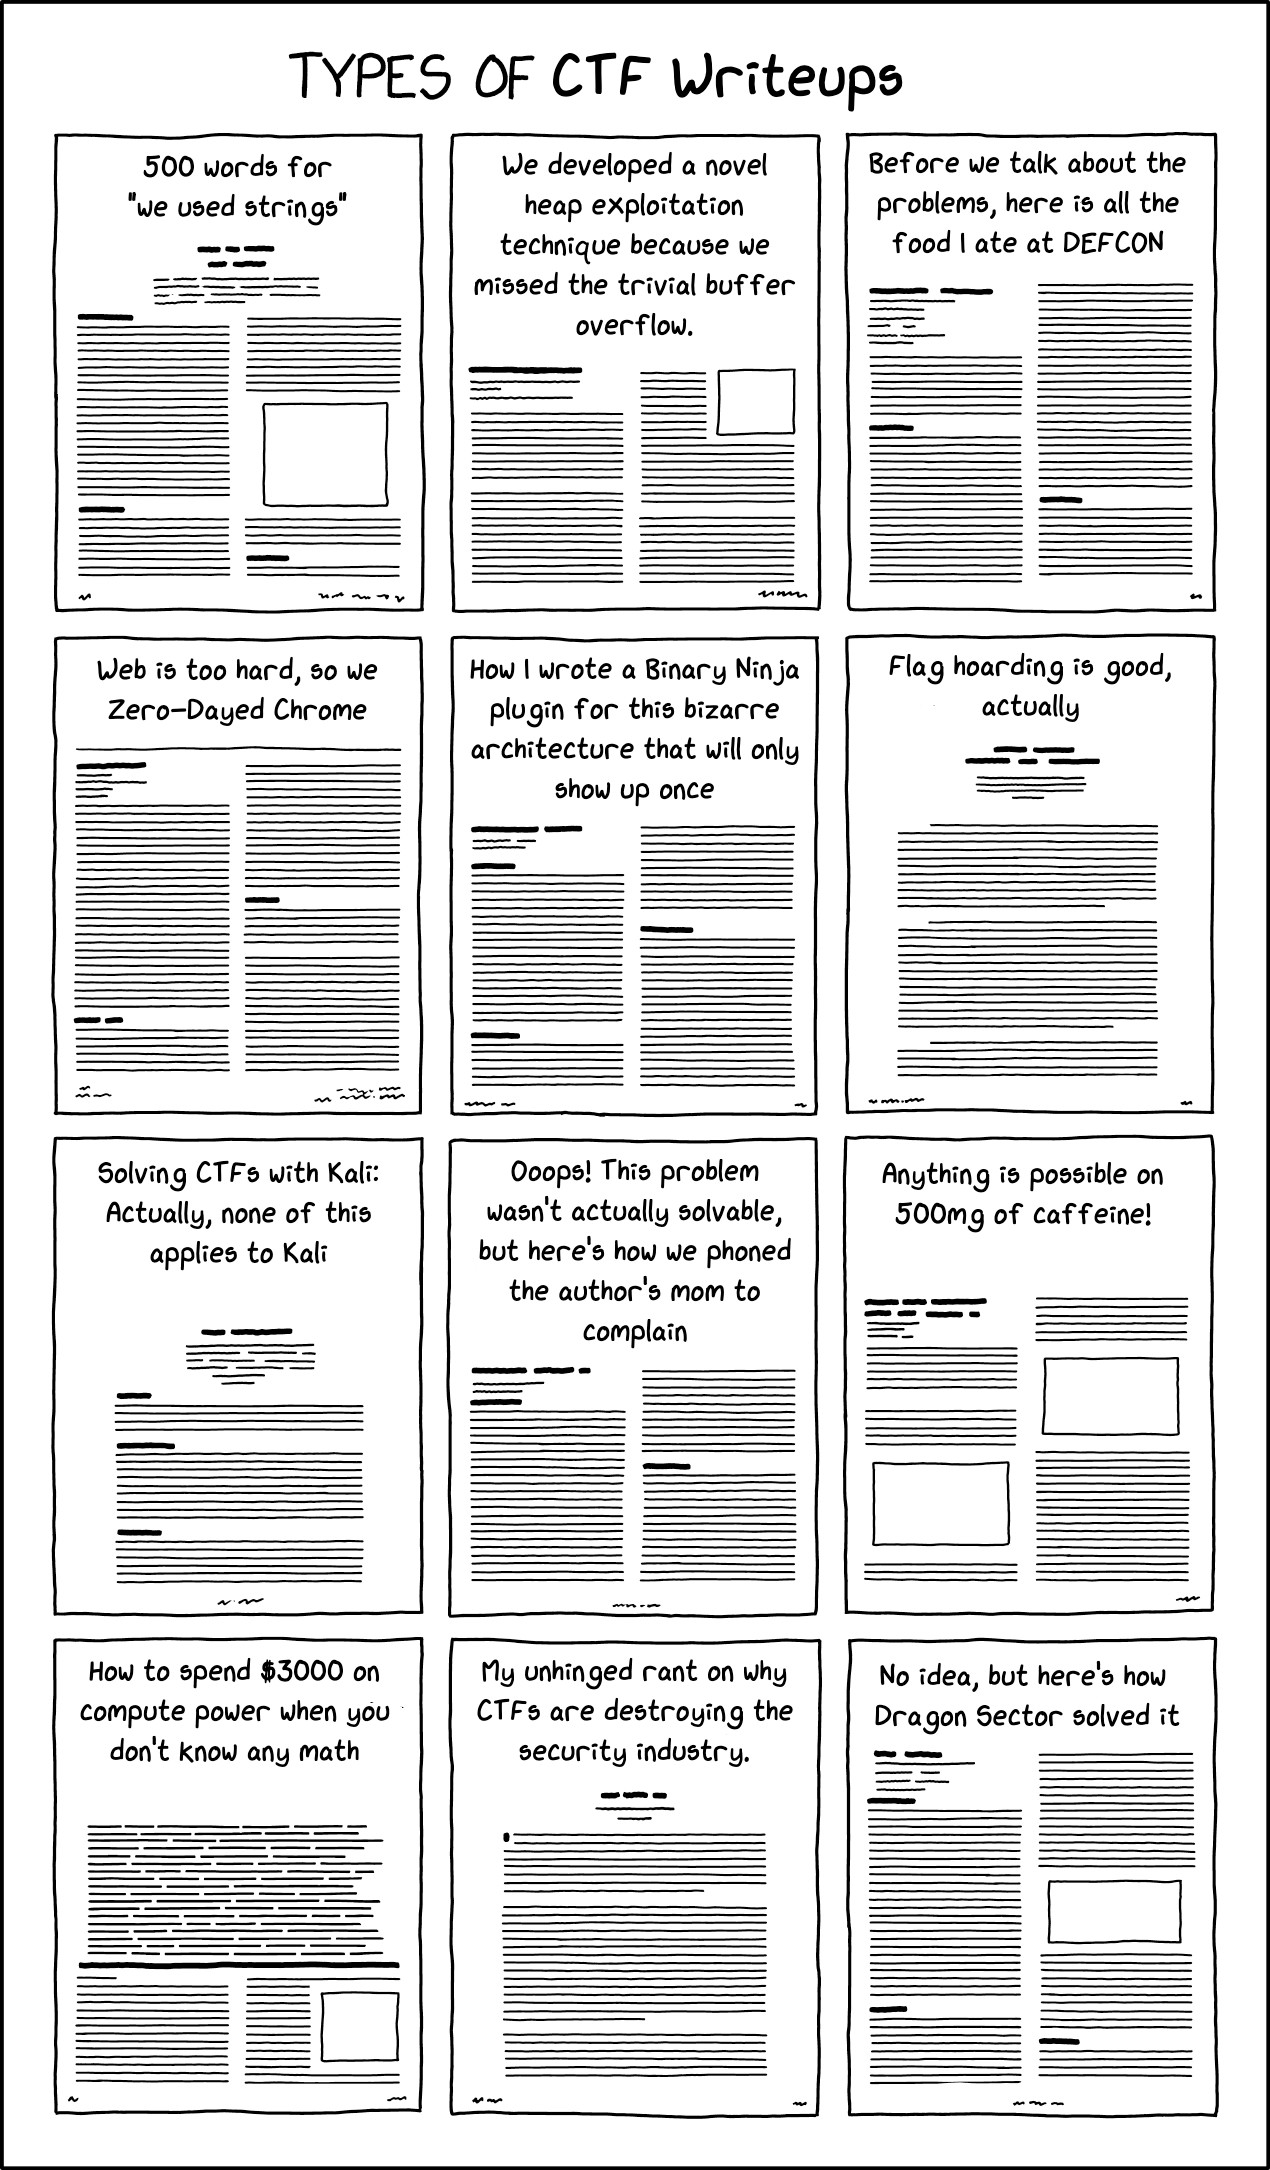 TYPES OF CTF Writeups
500 words for
"we used strings"
We developed a novel
heap exploitation
technique because we
missed the trivial buffer
overflow.
Before we talk about the
problems, here is all the
food I ate at DEFCON
Web is too hard, so we
Zero-Dayed Chrome
How I wrote a Binary Ninja
plugin for this bizarre
architecture that will only
show up once
Flag hoarding is good,
actually
Solving CTFs with Kali:
Actually, none of this
applies to Kali
Ooops! This problem
wasn't actually solvable,
but here's how we phoned
the author's mom to
complain
Anything is possible on
500mg of caffeine!
How to spend $3000 on
compute power when you
don't know any math
My unhinged rant on why
CTFs are destroying the
security industry.
No idea, but here's how
Dragon Sector solved it